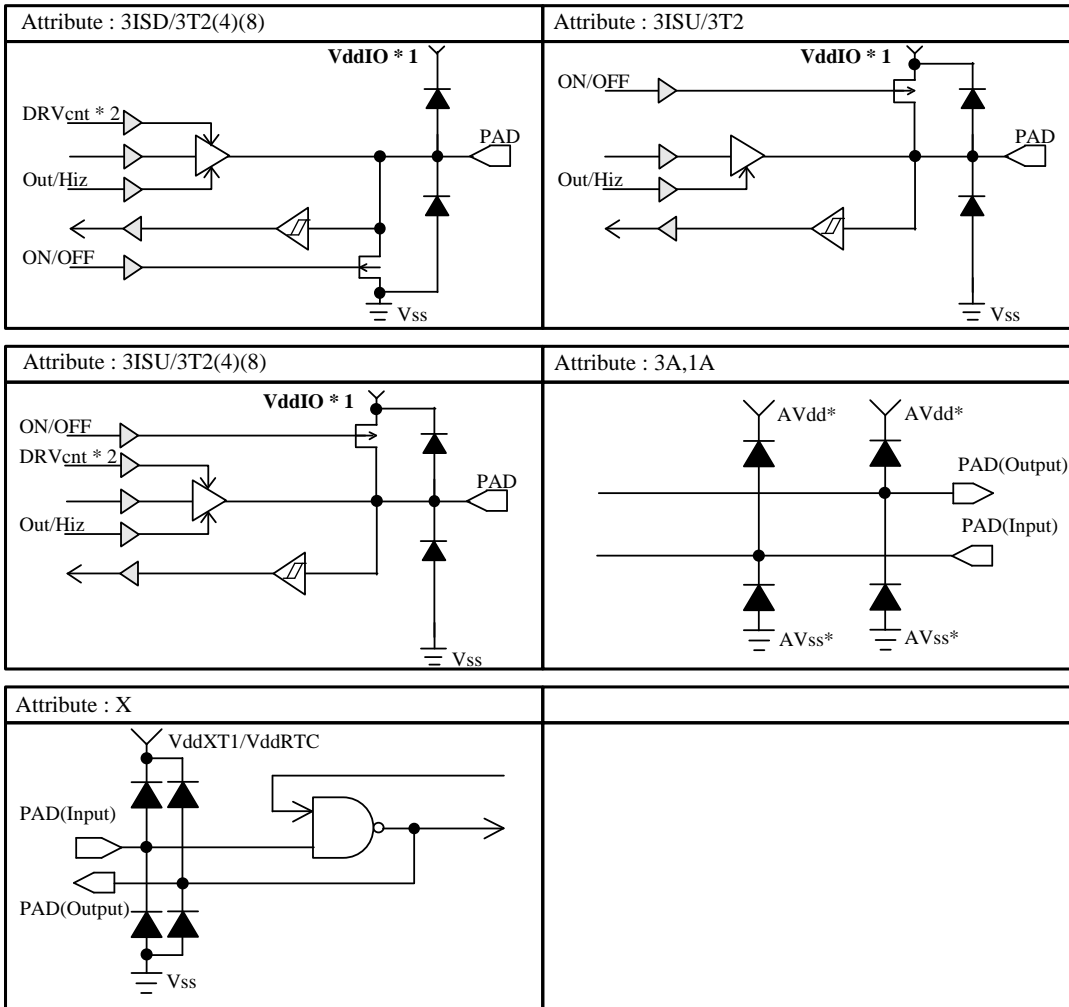 Attribute : 3ISD/3T2(4)(8)
VddIO * 1
DRVcnt * 2
PAD
Out/Hiz
ON/OFF
Vss
Attribute : 3ISU/3T2
VddIO * 1
ON/OFF
PAD
Out/Hiz
Vss
Attribute : 3ISU/3T2(4)(8)
VddIO * 1
ON/OFF
DRVcnt * 2
PAD
Out/Hiz
Vss
Attribute : 3A,1A
AVdd*
AVdd*
PAD(Output)
PAD(Input)
AVss*
AVss*
Attribute : X
VddXT1/VddRTC
PAD(Input)
PAD(Output)
Vss